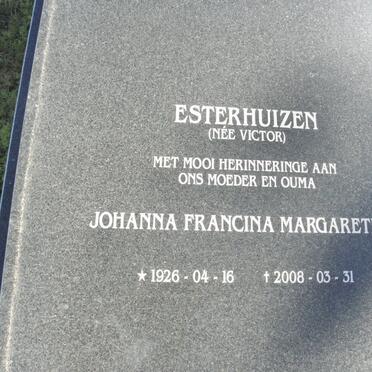 ESTERHUIZEN
(NÉE VICTOR)
MET MOOI HERINNERINGE AAN
ONS MOEDER EN OUMA
JOHANNA FRANCINA
★ 1926 - 04 - 16 † 2008 - 03 - 31